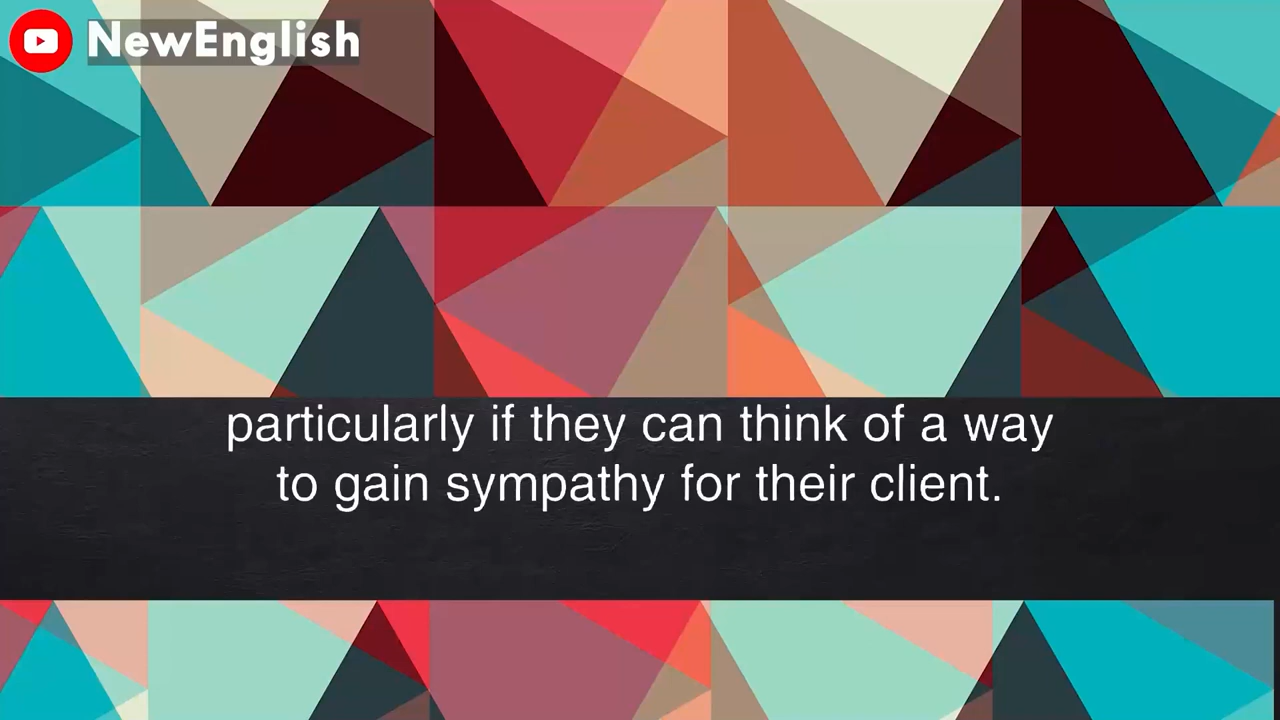 NewEnglish
particularly if they can think of a way
to gain sympathy for their client.